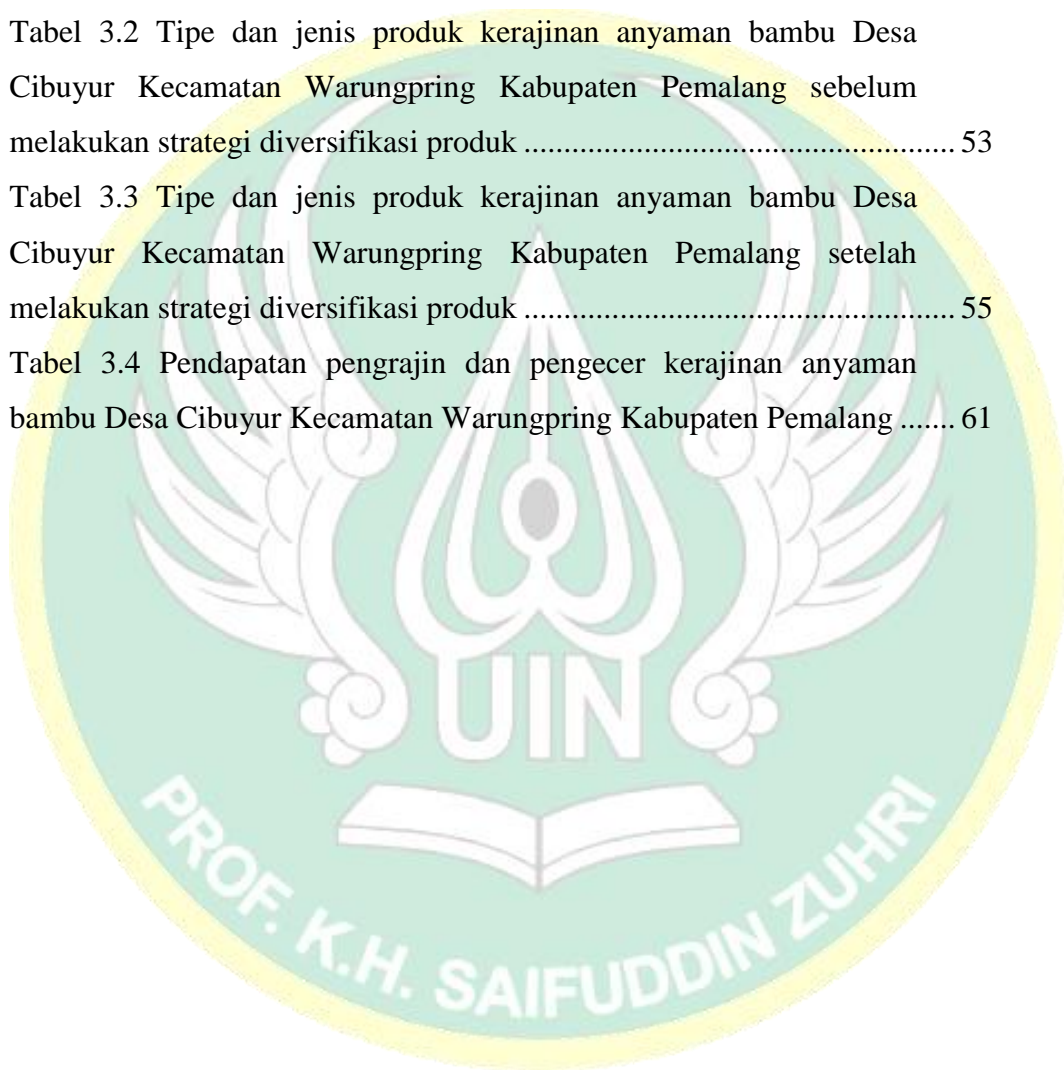 Tabel 3.2 Tipe dan jenis produk kerajinan anyaman bambu Desa
Cibuyur Kecamatan Warungpring Kabupaten Pemalang sebelum
melakukan strategi diversifikasi produk ...................................................... 53
Tabel 3.3 Tipe dan jenis produk kerajinan anyaman bambu Desa
Cibuyur Kecamatan Warungpring Kabupaten Pemalang setelah
melakukan strategi diversifikasi produk ...................................................... 55
Tabel 3.4 Pendapatan pengrajin dan pengecer kerajinan anyaman
bambu Desa Cibuyur Kecamatan Warungpring Kabupaten Pemalang ....... 61
UIN
PROF. K.H. SAIFUDDIN ZUHRI